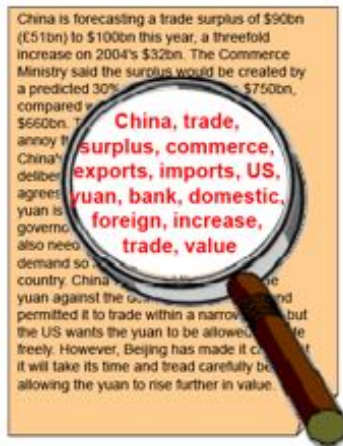 China is forecasting a trade surplus of $90bn
(£51bn) to $100bn this year, a threefold
increase on 2004's $32bn. The Commerce
Ministry said the surplus would be created by
a predicted 30% $750bn,
compared
$660bn.
annoy
China's
China, trade,
surplus, commerce,
exports, imports, US,
yuan, bank, domestic,
foreign, increase,
trade, value
agrees
yuan is
also need
demand so
country. China
yuan against the
permitted it to trade within a narrow but
the US wants the yuan to be allowed
freely. However, Beijing has made it
it will take its time and tread carefully
allowing the yuan to rise further in value.